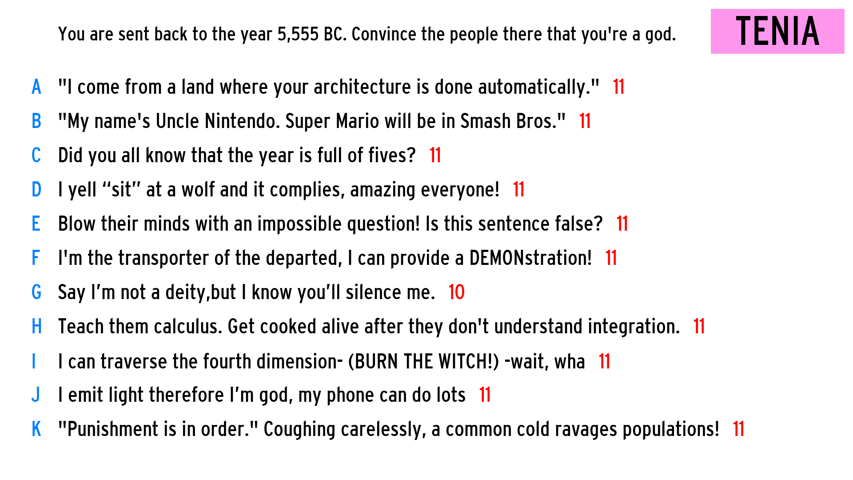 You are sent back to the year 5,555 BC. Convince the people there that you're a god.
TENIA
A "I come from a land where your architecture is done automatically." 11
B "My name's Uncle Nintendo. Super Mario will be in Smash Bros." 11
C Did you all know that the year is full of fives? 11
D I yell “sit” at a wolf and it complies, amazing everyone! 11
E Blow their minds with an impossible question! Is this sentence false? 11
F I'm the transporter of the departed, I can provide a DEMONstration! 11
G Say I’m not a deity,but I know you’ll silence me. 10
H Teach them calculus. Get cooked alive after they don't understand integration. 11
I I can traverse the fourth dimension- (BURN THE WITCH!) -wait, wha 11
J I emit light therefore I’m god, my phone can do lots 11
K "Punishment is in order." Coughing carelessly, a common cold ravages populations! 11